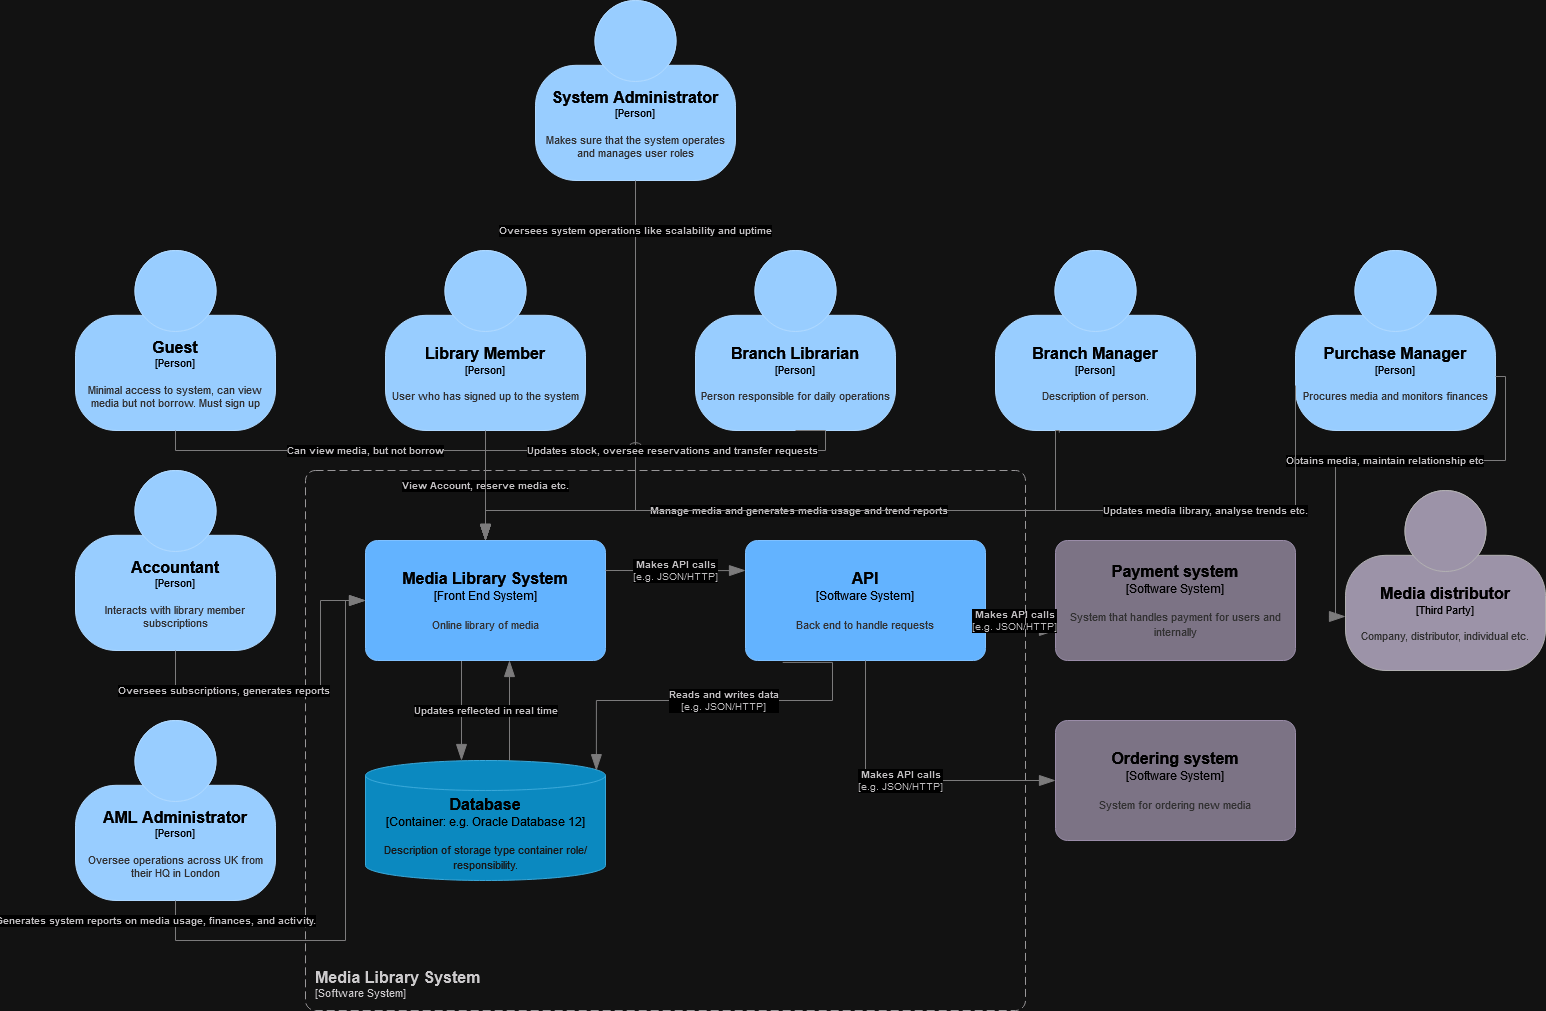 System Administrator
[Person]
Makes sure that the system operates
and manages user roles
Oversees system operations like scalability and uptime
Guest
[Person]
Minimal access to system, can view
media but not borrow. Must sign up
Library Member
[Person]
User who has signed up to the system
Branch Librarian
[Person]
Person responsible for daily operations
Branch Manager
[Person]
Description of person.
Purchase Manager
[Person]
Procures media and monitors finances
Can view media, but not borrow
Updates stock, oversee reservations and transfer requests
Obtains media, maintain relationship etc
View Account, reserve media etc.
Manage media and generates media usage and trend reports
Updates media library, analyse trends etc.
Accountant
[Person]
Interacts with library member
subscriptions
Media Library System
[Front End System]
Online library of media
Makes API calls
[e.g. JSON/HTTP]
API
[Software System]
Back end to handle requests
Makes API calls
[e.g. JSON/HTTP]
Payment system
[Software System]
System that handles payment for users and
internally
Media distributor
[Third Party]
Company, distributor, individual etc.
Oversees subscriptions, generates reports
Updates reflected in real time
Reads and writes data
[e.g. JSON/HTTP]
AML Administrator
[Person]
Oversee operations across UK from
their HQ in London
Database
[Container: e.g. Oracle Database 12]
Description of storage type container role/
responsibility.
Makes API calls
[e.g. JSON/HTTP]
Ordering system
[Software System]
System for ordering new media
Generates system reports on media usage, finances, and activity.
Media Library System
[Software System]